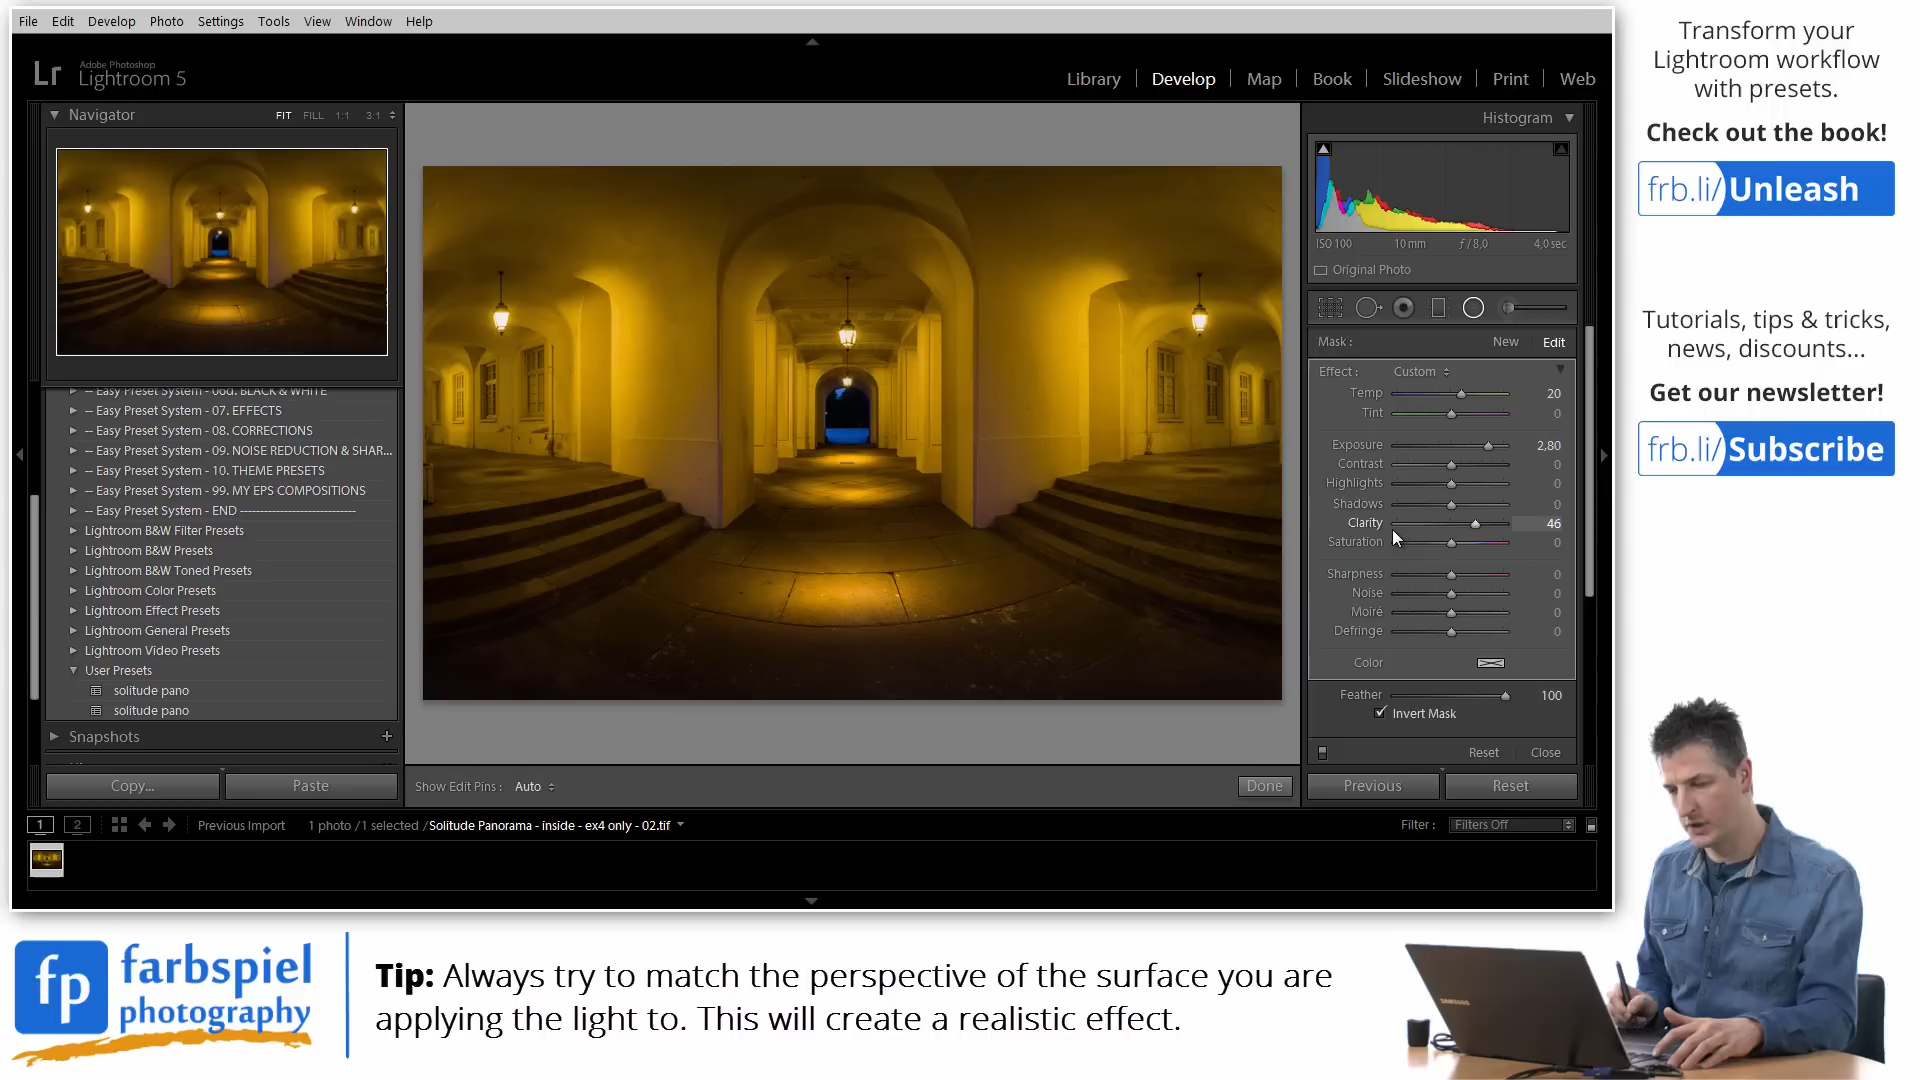 File Edit Develop Photo Settings Tools View Window Help
Lr Adobe Photoshop
Lightroom 5
Library Develop Map Book Slideshow Print Web
Navigator FIT FILL 1:1 3:1
-- Easy Preset System - 06d. BLACK & WHITE
-- Easy Preset System - 07. EFFECTS
-- Easy Preset System - 08. CORRECTIONS
-- Easy Preset System - 09. NOISE REDUCTION & SHAR...
-- Easy Preset System - 10. THEME PRESETS
-- Easy Preset System - 99. MY EPS COMPOSITIONS
-- Easy Preset System - END ------------------------------
Lightroom B&W Filter Presets
Lightroom B&W Presets
Lightroom B&W Toned Presets
Lightroom Color Presets
Lightroom Effect Presets
Lightroom General Presets
Lightroom Video Presets
User Presets
solitude pano
solitude pano
Snapshots +
Copy... Paste
Show Edit Pins : Auto
Done
Histogram
ISO 100 10 mm ƒ / 8,0 4,0 sec
Original Photo
Mask : New Edit
Effect : Custom
Temp 20
Tint 0
Exposure 2,80
Contrast 0
Highlights 0
Shadows 0
Clarity 46
Saturation 0
Sharpness 0
Noise 0
Moiré 0
Defringe 0
Color
Feather 100
Invert Mask
Reset Close
Previous Reset
1 2 Previous Import 1 photo / 1 selected / Solitude Panorama - inside - ex4 only - 02.tif
Filter : Filters Off
Transform your
Lightroom workflow
with presets.
Check out the book!
frb.li/Unleash
Tutorials, tips & tricks,
news, discounts...
Get our newsletter!
frb.li/Subscribe
fp farbspiel
photography
Tip: Always try to match the perspective of the surface you are
applying the light to. This will create a realistic effect.
SAMSUNG